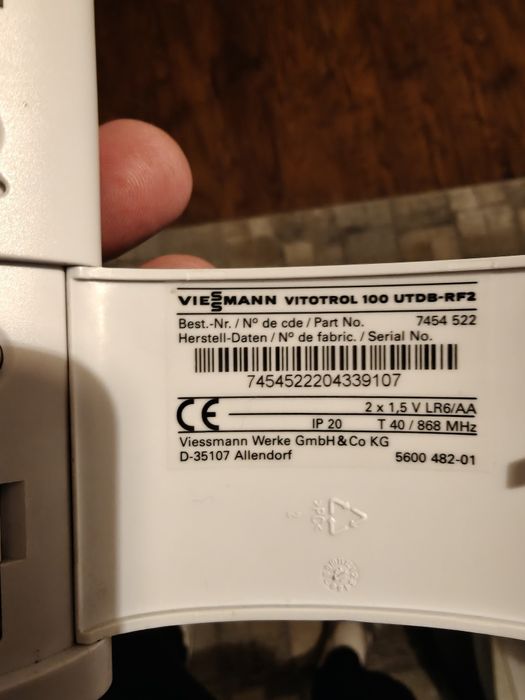 VIESSMANN VITOTROL 100 UTDB-RF2
Best.-Nr. / Nº de cde / Part No. 7454 522
Herstell-Daten / Nº de fabric. / Serial No.
7454522204339107
CE 2 x 1,5 V LR6/AA
IP 20 T 40 / 868 MHz
Viessmann Werke GmbH & Co KG
D-35107 Allendorf 5600 482-01